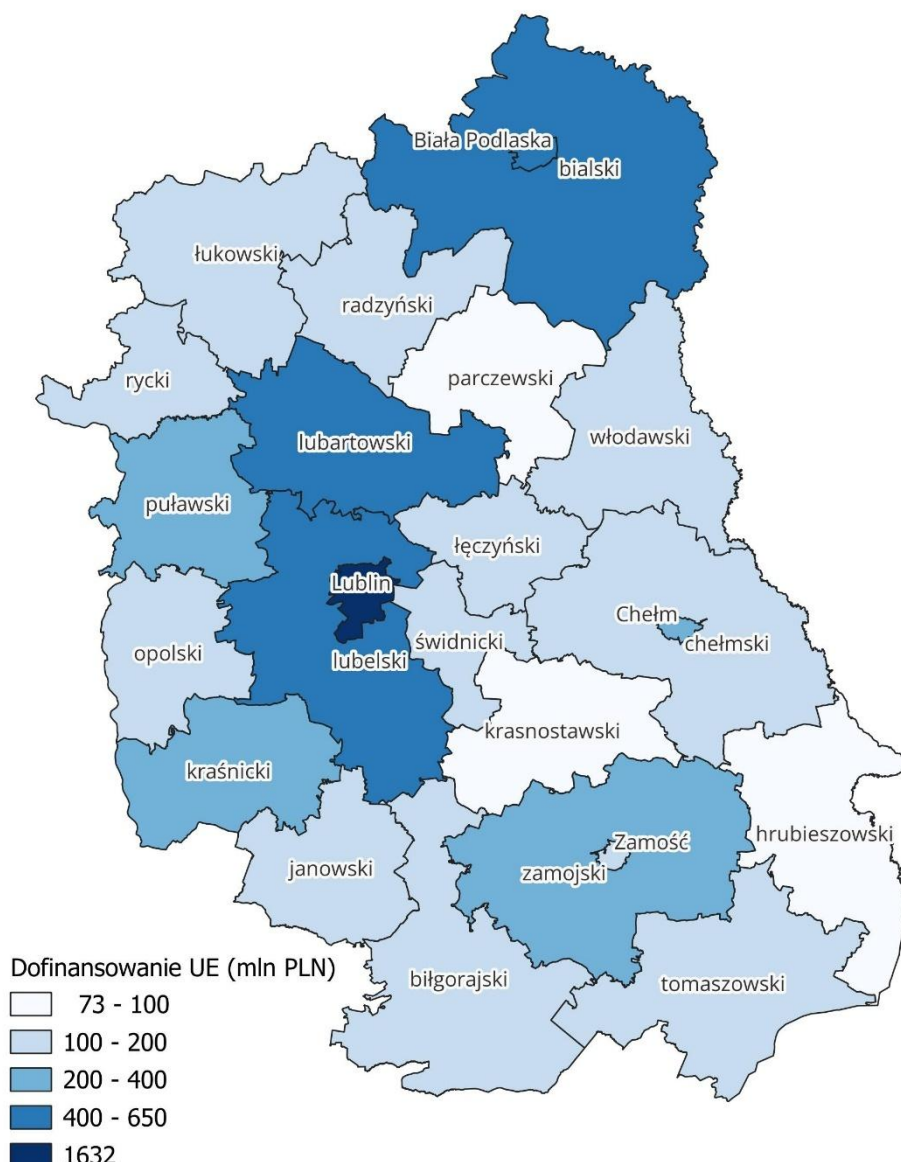 Biała Podlaska
bialski
łukowski
radzyński
rycki
parczewski
lubartowski
włodawski
puławski
łęczyński
Lublin
Chełm
świdnicki
chełmski
opolski
lubelski
krasnostawski
kraśnicki
hrubieszowski
Zamość
janowski
zamojski
biłgorajski
tomaszowski
Dofinansowanie UE (mln PLN)
73 - 100
100 - 200
200 - 400
400 - 650
1632